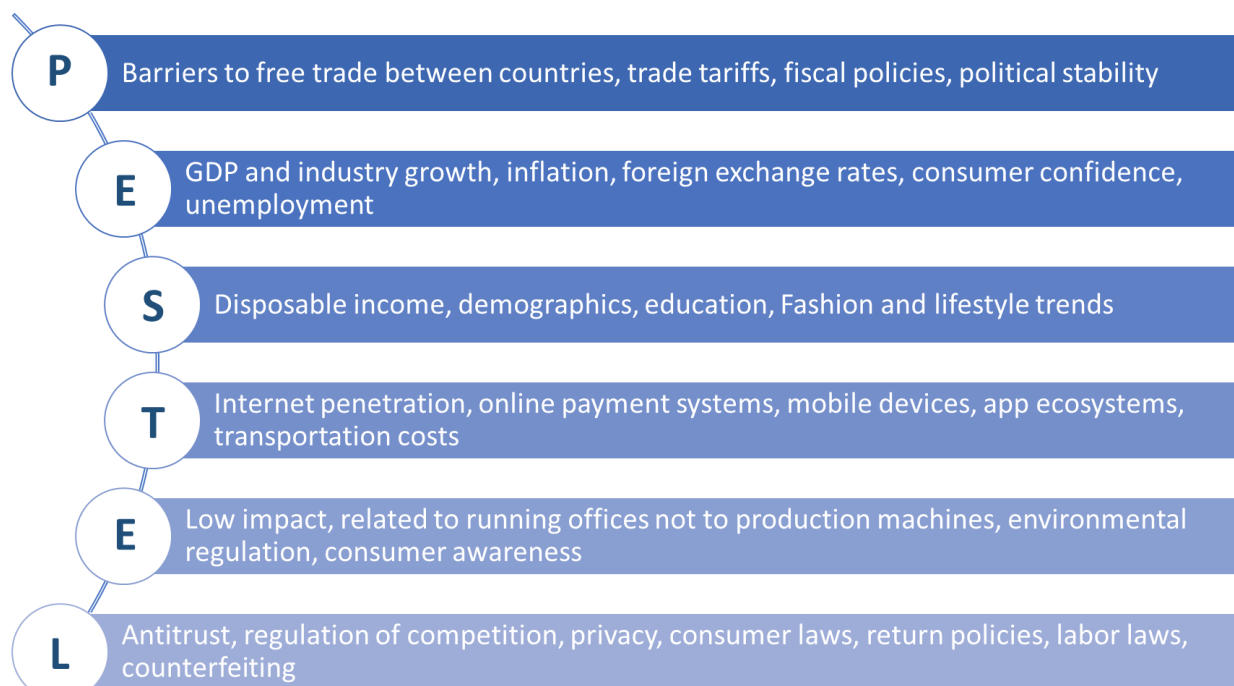 P
Barriers to free trade between countries, trade tariffs, fiscal policies, political stability
E
GDP and industry growth, inflation, foreign exchange rates, consumer confidence,
unemployment
S
Disposable income, demographics, education, Fashion and lifestyle trends
T
Internet penetration, online payment systems, mobile devices, app ecosystems,
transportation costs
E
Low impact, related to running offices not to production machines, environmental
regulation, consumer awareness
L
Antitrust, regulation of competition, privacy, consumer laws, return policies, labor laws,
counterfeiting